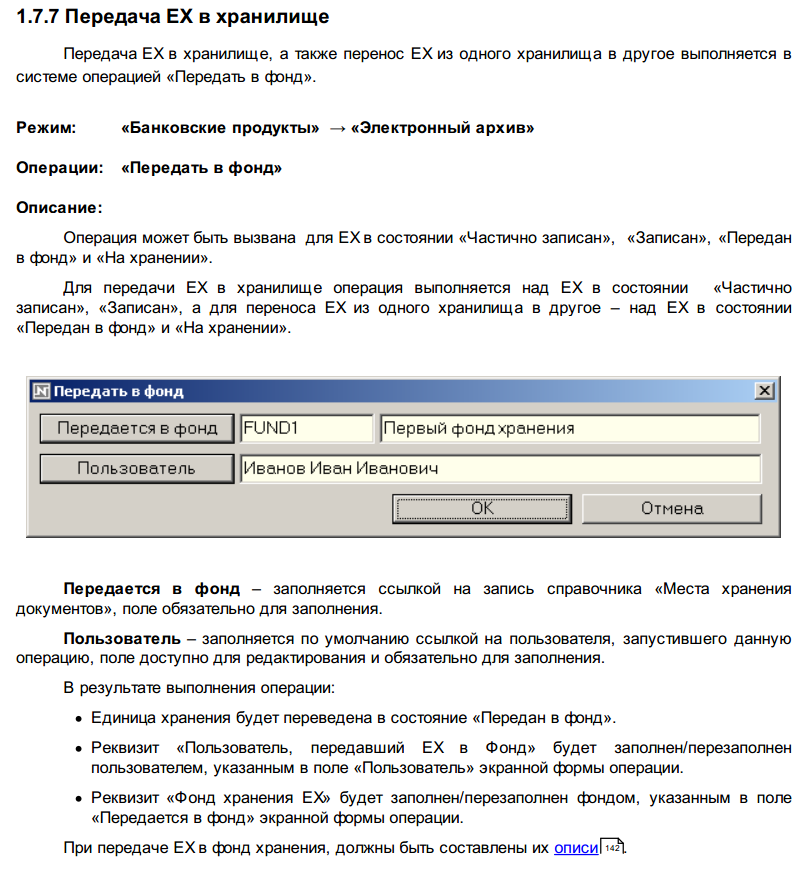 1.7.7 Передача ЕХ в хранилище
Передача ЕХ в хранилище, а также перенос ЕХ из одного хранилища в другое выполняется в
системе операцией «Передать в фонд».
Режим: «Банковские продукты» → «Электронный архив»
Операции: «Передать в фонд»
Описание:
Операция может быть вызвана для ЕХ в состоянии «Частично записан», «Записан», «Передан
в фонд» и «На хранении».
Для передачи ЕХ в хранилище операция выполняется над ЕХ в состоянии «Частично
записан», «Записан», а для переноса ЕХ из одного хранилища в другое – над ЕХ в состоянии
«Передан в фонд» и «На хранении».
Передать в фонд
Передается в фонд FUND1 Первый фонд хранения
Пользователь Иванов Иван Иванович
OK Отмена
Передается в фонд – заполняется ссылкой на запись справочника «Места хранения
документов», поле обязательно для заполнения.
Пользователь – заполняется по умолчанию ссылкой на пользователя, запустившего данную
операцию, поле доступно для редактирования и обязательно для заполнения.
В результате выполнения операции:
• Единица хранения будет переведена в состояние «Передан в фонд».
• Реквизит «Пользователь, передавший ЕХ в Фонд» будет заполнен/перезаполнен
пользователем, указанным в поле «Пользователь» экранной формы операции.
• Реквизит «Фонд хранения ЕХ» будет заполнен/перезаполнен фондом, указанным в поле
«Передается в фонд» экранной формы операции.
При передаче ЕХ в фонд хранения, должны быть составлены их описи 142.